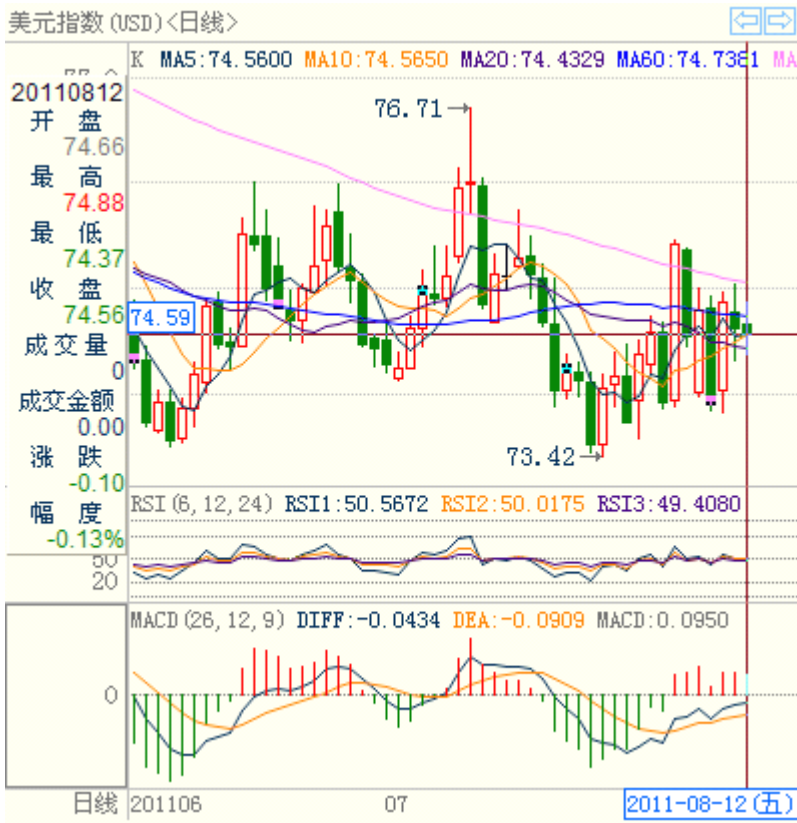 美元指数(USD)<日线>
K MA5:74.5600 MA10:74.5650 MA20:74.4329 MA60:74.7381 MA
20110812
开 盘
74.66
最 高
74.88
最 低
74.37
收 盘
74.56
成交量
0
成交金额
0.00
涨 跌
-0.10
幅 度
-0.13%
76.71
74.59
73.42
RSI(6,12,24) RSI1:50.5672 RSI2:50.0175 RSI3:49.4080
50
20
MACD(26,12,9) DIFF:-0.0434 DEA:-0.0909 MACD:0.0950
0
日线 201106 07 2011-08-12(五)